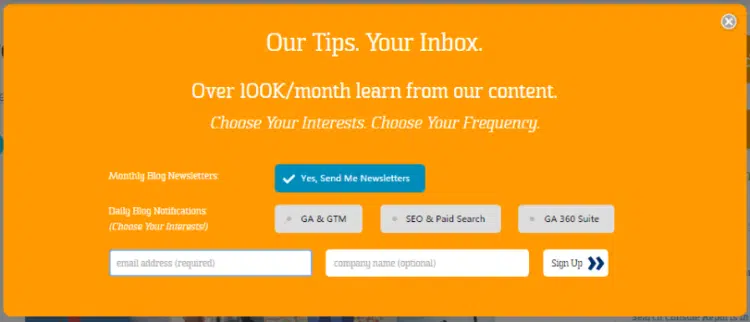 Our Tips. Your Inbox.
Over 100K/month learn from our content.
Choose Your Interests. Choose Your Frequency.
Monthly Blog Newsletters:
Yes, Send Me Newsletters
Daily Blog Notifications
(Choose Your Interests!)
GA & GTM
SEO & Paid Search
GA 360 Suite
email address (required)
company name (optional)
Sign Up